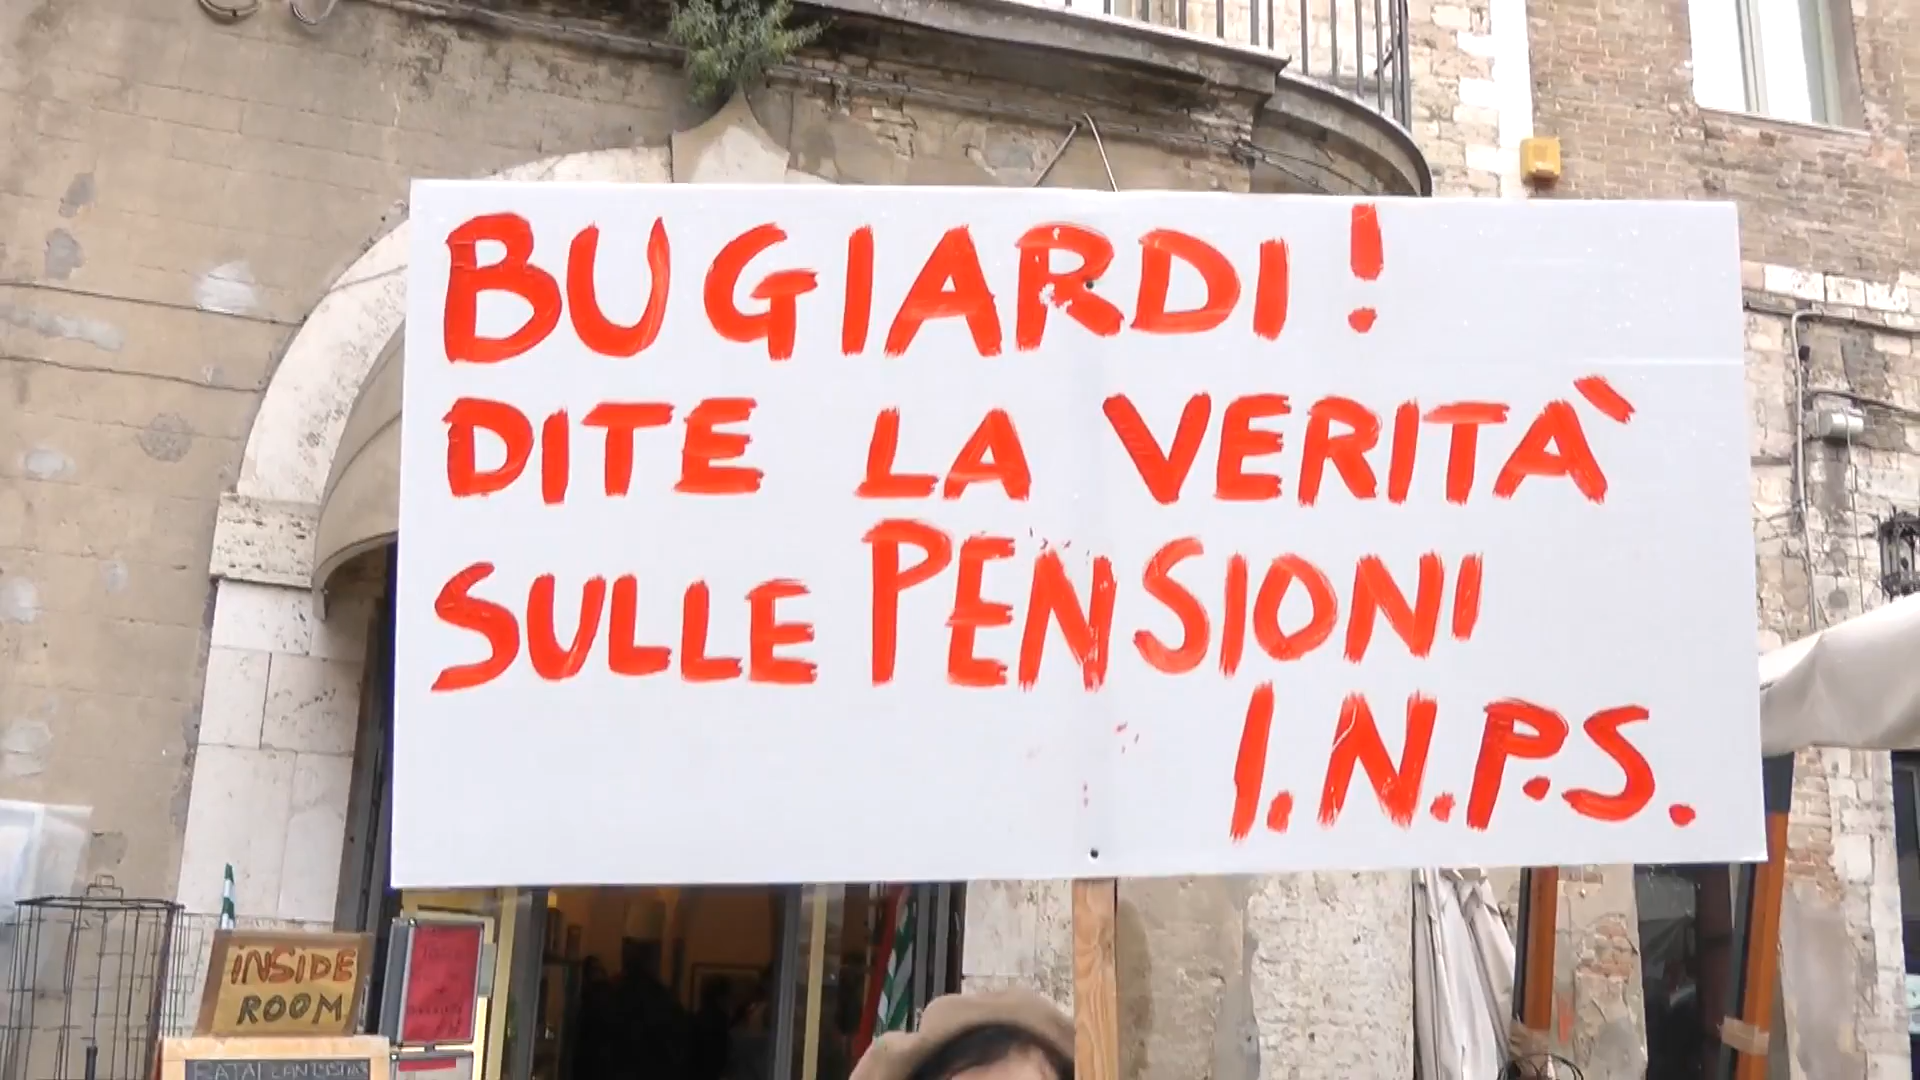 BUGIARDI!
DITE LA VERITÀ
SULLE PENSIONI
I.N.P.S.
INSIDE
ROOM